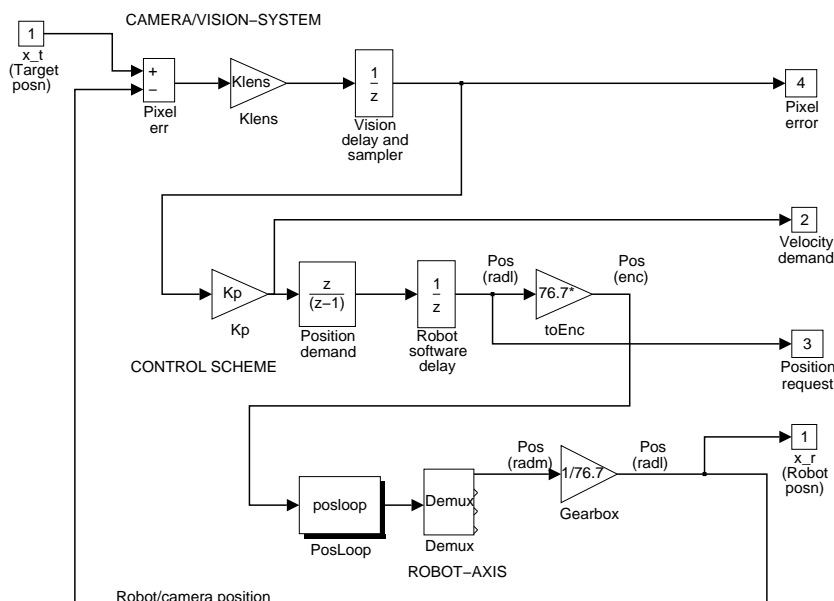 CAMERA/VISION−SYSTEM
1
x_t
(Target
posn)
+
−
Pixel
err
Klens
Klens
1
z
Vision
delay and
sampler
4
Pixel
error
2
Velocity
demand
Kp
Kp
z
(z−1)
Position
demand
1
z
Robot
software
delay
Pos
(radl)
76.7*
toEnc
Pos
(enc)
3
Position
request
CONTROL SCHEME
posloop
PosLoop
Demux
Demux
Pos
(radm)
1/76.7
Gearbox
Pos
(radl)
1
x_r
(Robot
posn)
ROBOT−AXIS
Robot/camera position